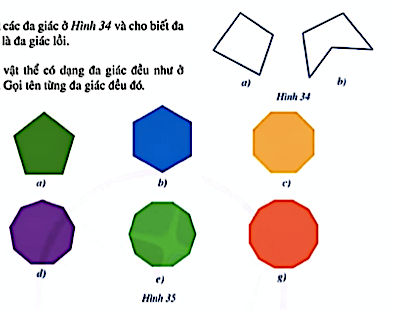 các đa giác ở Hình 34 và cho biết đa
là đa giác lồi.
vật thể có dạng đa giác đều như ở
Gọi tên từng đa giác đều đó.
a)
b)
Hình 34
a)
b)
c)
d)
e)
g)
Hình 35